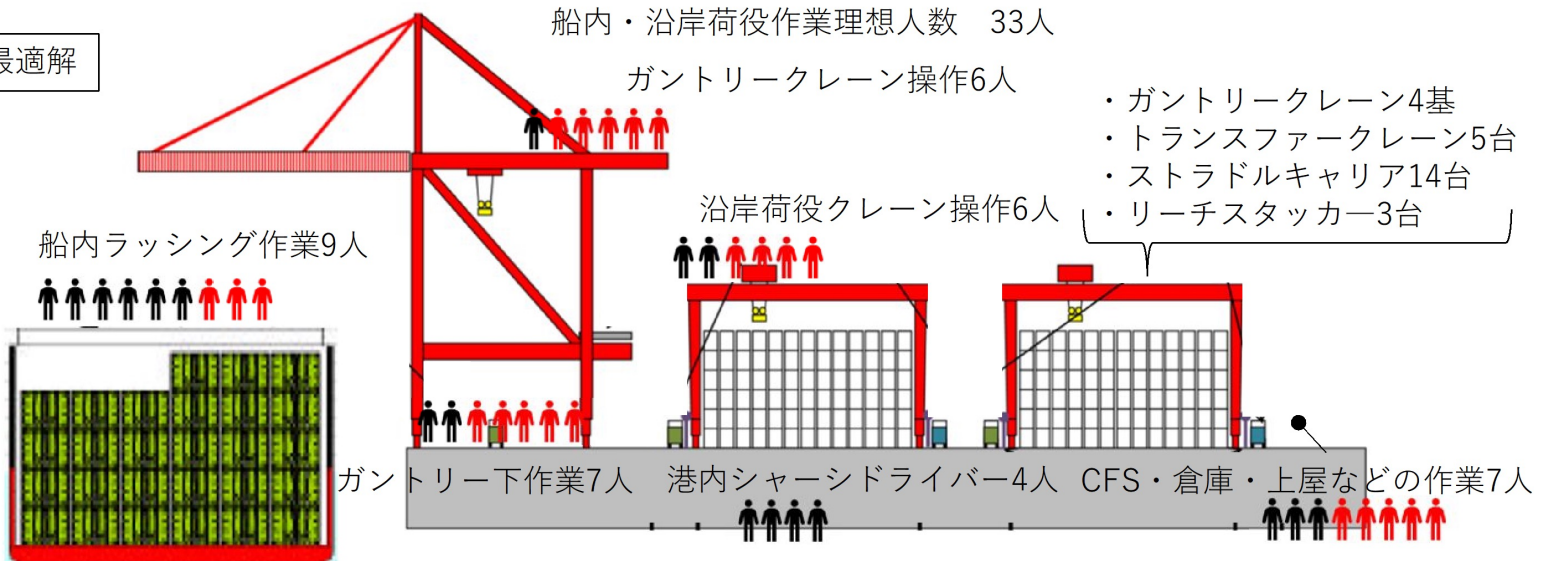 最適解
船内・沿岸荷役作業理想人数　33人
ガントリークレーン操作6人
・ガントリークレーン4基
・トランスファークレーン5台
・ストラドルキャリア14台
・リーチスタッカ―3台
沿岸荷役クレーン操作6人
船内ラッシング作業9人
ガントリー下作業7人
港内シャーシドライバー4人
CFS・倉庫・上屋などの作業7人